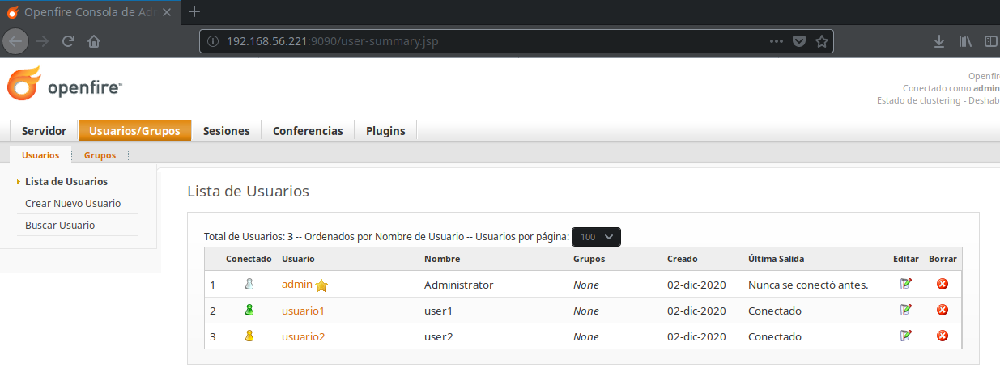 Openfire Consola de Adm
192.168.56.221:9090/user-summary.jsp
openfire™
Openfire
Conectado como admin
Estado de clustering - Deshab
Servidor Usuarios/Grupos Sesiones Conferencias Plugins
Usuarios Grupos
Lista de Usuarios
Crear Nuevo Usuario
Buscar Usuario
Lista de Usuarios
Total de Usuarios: 3 -- Ordenados por Nombre de Usuario -- Usuarios por página: 100
Conectado Usuario Nombre Grupos Creado Última Salida Editar Borrar
1 admin Administrator None 02-dic-2020 Nunca se conectó antes.
2 usuario1 user1 None 02-dic-2020 Conectado
3 usuario2 user2 None 02-dic-2020 Conectado